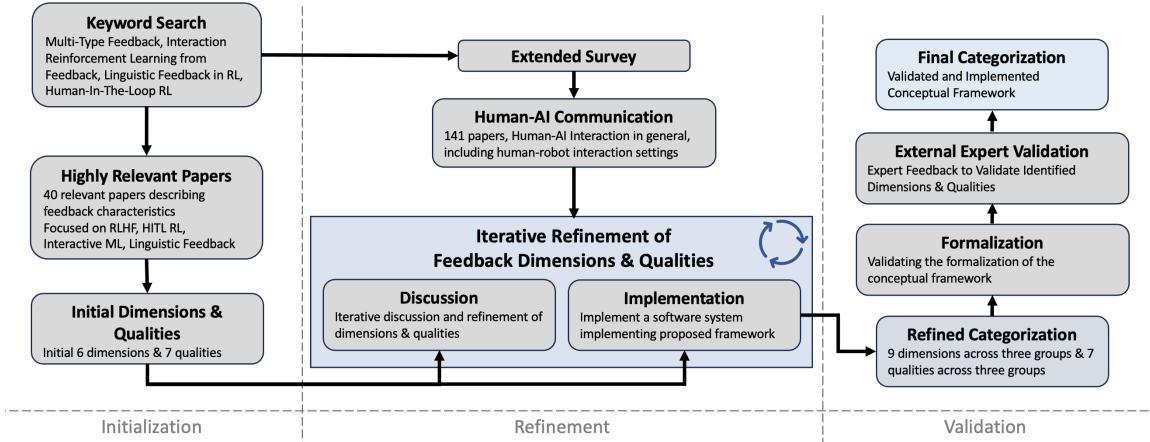 Keyword Search
Multi-Type Feedback, Interaction
Reinforcement Learning from
Feedback, Linguistic Feedback in RL,
Human-In-The-Loop RL
Highly Relevant Papers
40 relevant papers describing
feedback characteristics
Focused on RLHF, HITL RL,
Interactive ML, Linguistic Feedback
Initial Dimensions &
Qualities
Initial 6 dimensions & 7 qualities
Extended Survey
Human-AI Communication
141 papers, Human-AI Interaction in general,
including human-robot interaction settings
Iterative Refinement of
Feedback Dimensions & Qualities
Discussion
Iterative discussion and refinement of
dimensions & qualities
Implementation
Implement a software system
implementing proposed framework
Final Categorization
Validated and Implemented
Conceptual Framework
External Expert Validation
Expert Feedback to Validate Identified
Dimensions & Qualities
Formalization
Validating the formalization of the
conceptual framework
Refined Categorization
9 dimensions across three groups & 7
qualities across three groups
Initialization
Refinement
Validation